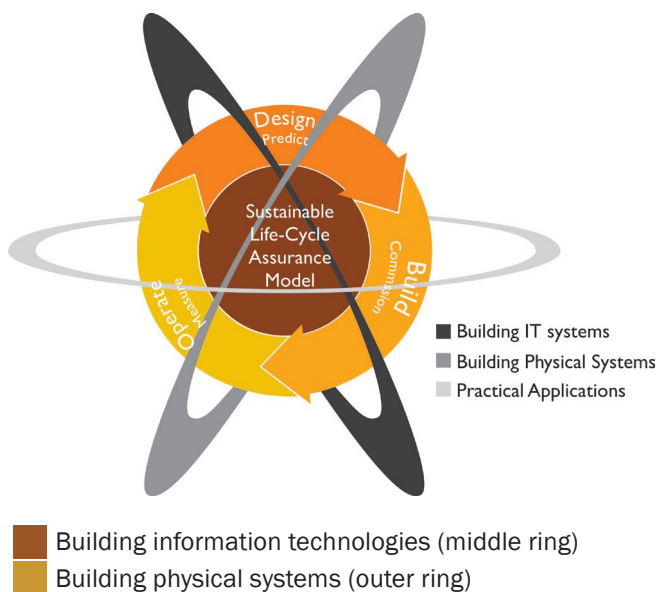 Design
Predict
Sustainable
Life-Cycle
Assurance
Model
Build
Commission
Operate
Measure
Building IT systems
Building Physical Systems
Practical Applications
Building information technologies (middle ring)
Building physical systems (outer ring)